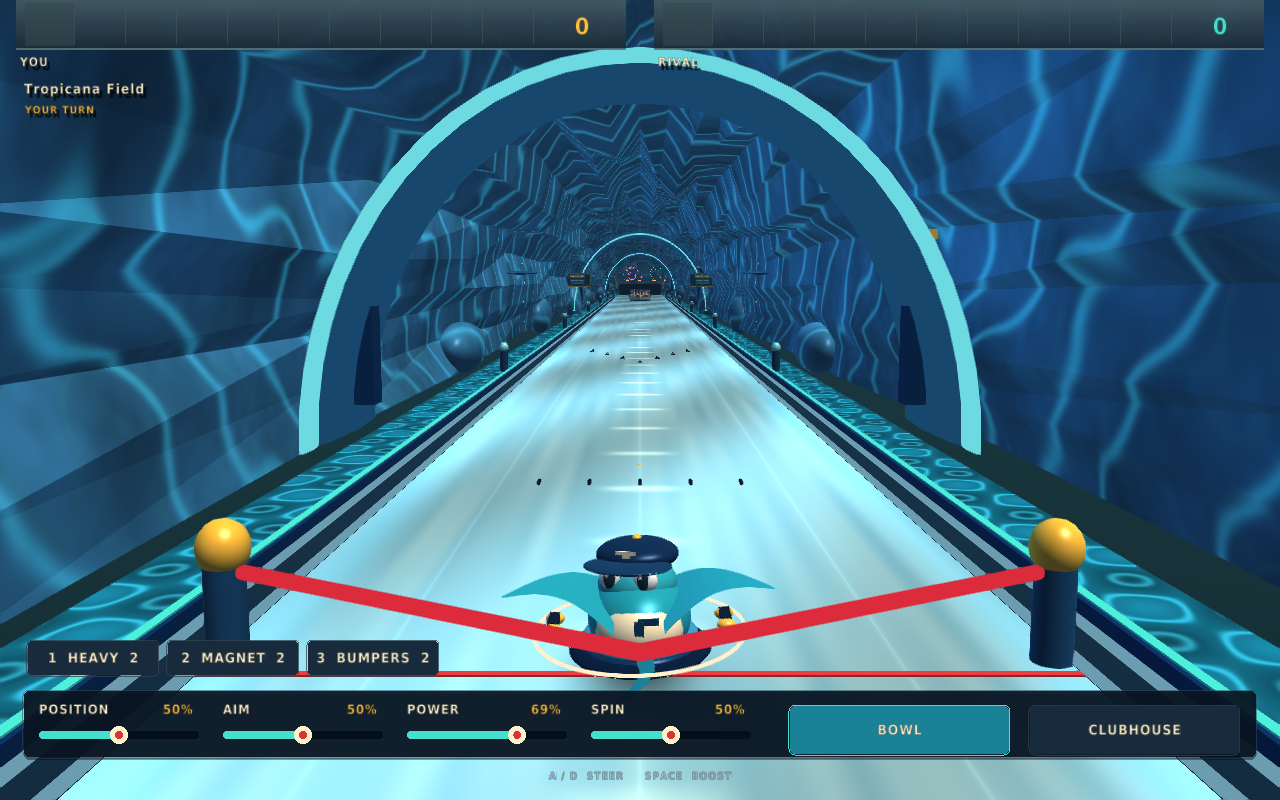 0
0
YOU
RIVAL
Tropicana Field
YOUR TURN
1 HEAVY 2
2 MAGNET 2
3 BUMPERS 2
POSITION 50%
AIM 50%
POWER 69%
SPIN 50%
BOWL
CLUBHOUSE
A / D STEER SPACE BOOST